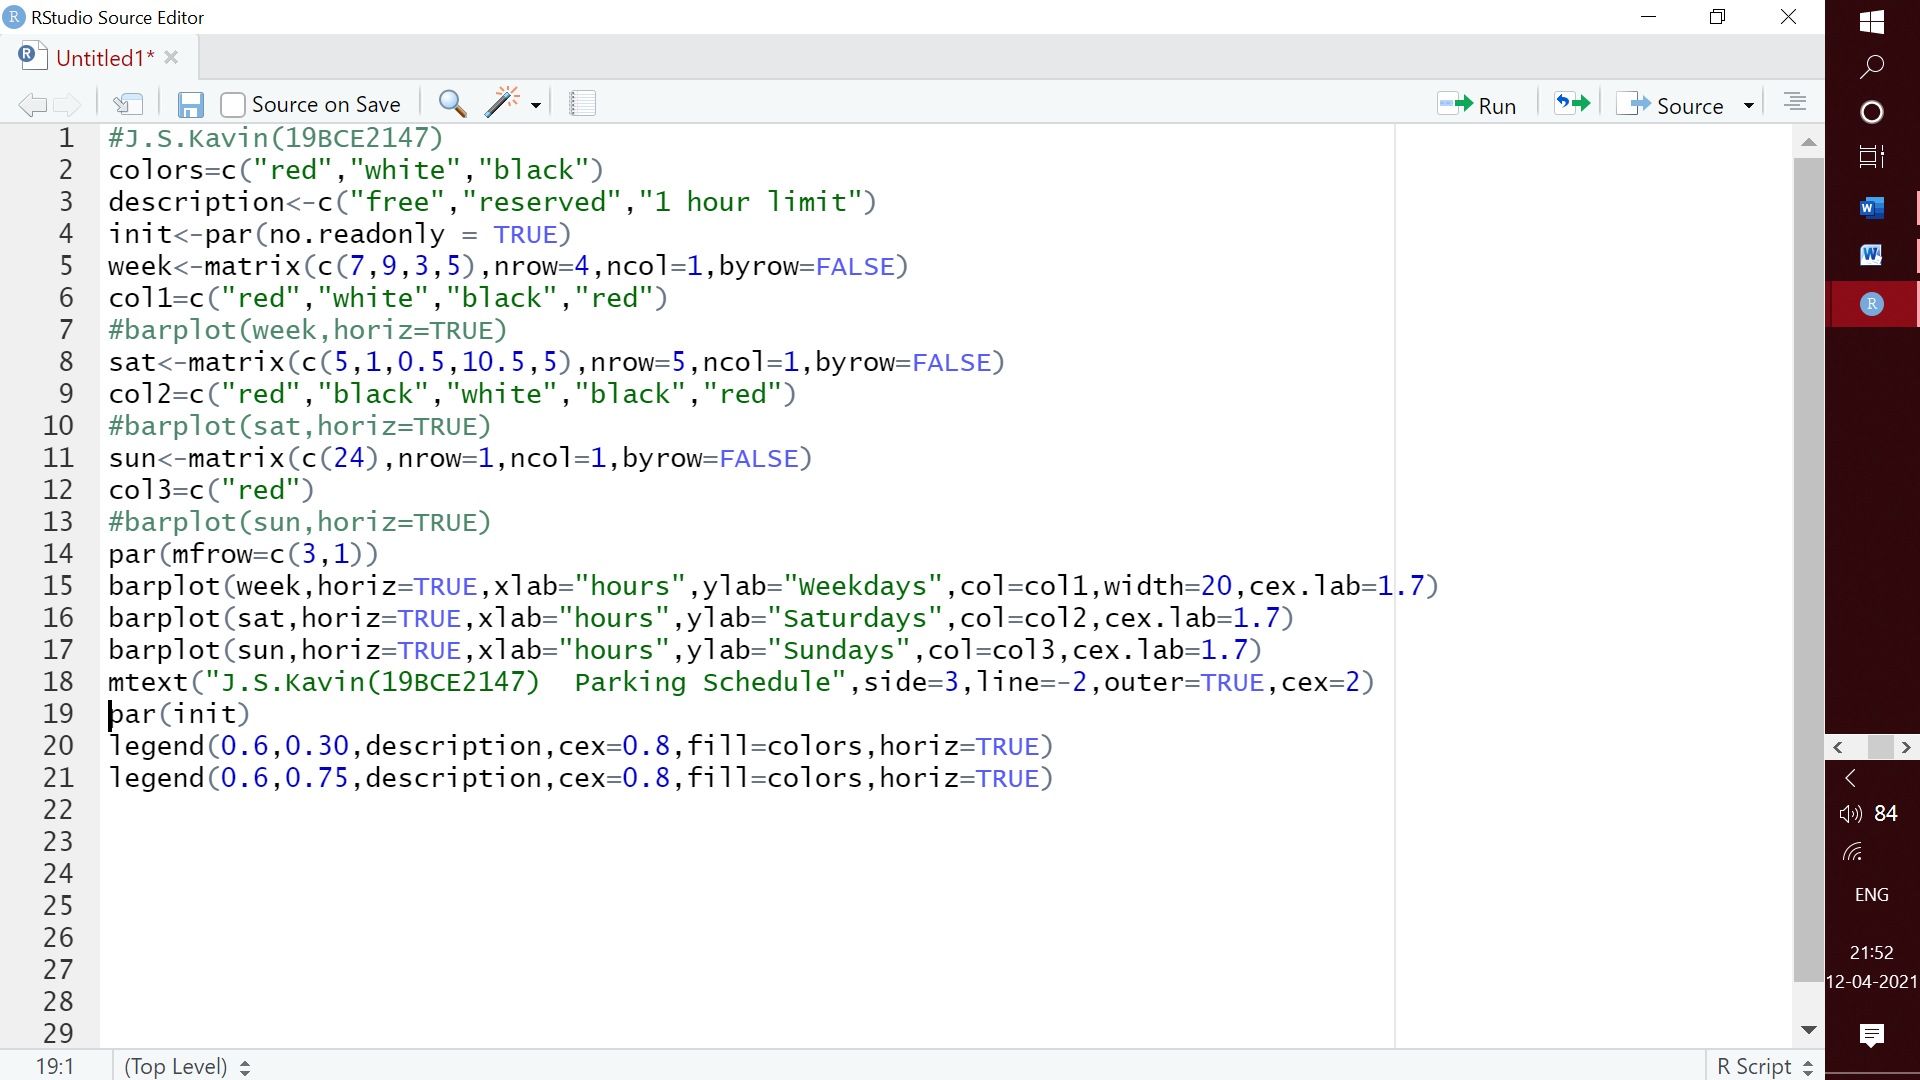 RStudio Source Editor
Untitled1*
Source on Save
Run
Source
1 #J.S.Kavin(19BCE2147)
2 colors=c("red","white","black")
3 description<-c("free","reserved","1 hour limit")
4 init<-par(no.readonly = TRUE)
5 week<-matrix(c(7,9,3,5),nrow=4,ncol=1,byrow=FALSE)
6 col1=c("red","white","black","red")
7 #barplot(week,horiz=TRUE)
8 sat<-matrix(c(5,1,0.5,10.5,5),nrow=5,ncol=1,byrow=FALSE)
9 col2=c("red","black","white","black","red")
10 #barplot(sat,horiz=TRUE)
11 sun<-matrix(c(24),nrow=1,ncol=1,byrow=FALSE)
12 col3=c("red")
13 #barplot(sun,horiz=TRUE)
14 par(mfrow=c(3,1))
15 barplot(week,horiz=TRUE,xlab="hours",ylab="Weekdays",col=col1,width=20,cex.lab=1.7)
16 barplot(sat,horiz=TRUE,xlab="hours",ylab="Saturdays",col=col2,cex.lab=1.7)
17 barplot(sun,horiz=TRUE,xlab="hours",ylab="Sundays",col=col3,cex.lab=1.7)
18 mtext("J.S.Kavin(19BCE2147)  Parking Schedule",side=3,line=-2,outer=TRUE,cex=2)
19 par(init)
20 legend(0.6,0.30,description,cex=0.8,fill=colors,horiz=TRUE)
21 legend(0.6,0.75,description,cex=0.8,fill=colors,horiz=TRUE)
22
23
24
25
26
27
28
29
19:1
(Top Level)
R Script
84
ENG
21:52
12-04-2021